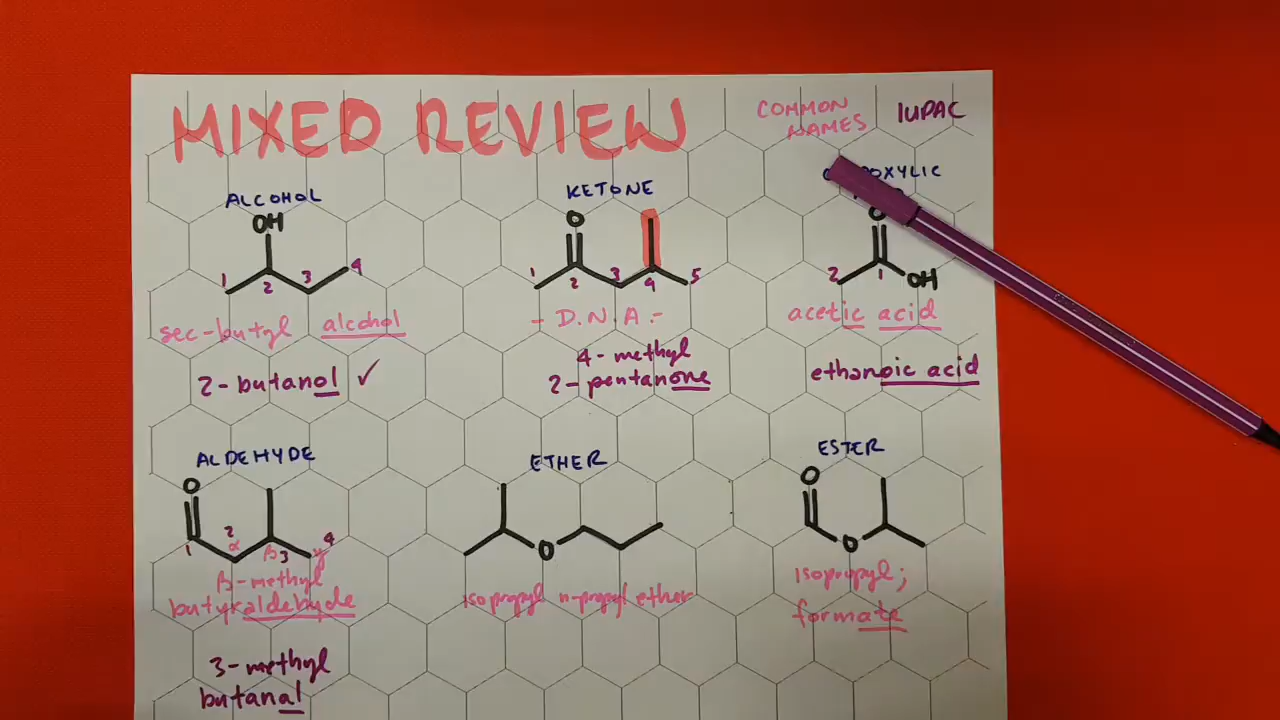 MIXED REVIEW
COMMON
NAMES
IUPAC
ALCOHOL
OH
1 2 3 4
sec-butyl alcohol
2-butanol ✓
KETONE
O
1 2 3 4 5
- D.N.A.-
4-methyl
2-pentanone
O
2 1 OH
acetic acid
ethanoic acid
ALDEHYDE
O
1 2 α β 3 γ 4
β-methyl
butyraldehyde
3-methyl
butanal
ETHER
O
isopropyl n-propyl ether
ESTER
O
O
isopropyl;
formate